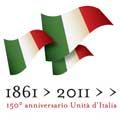 1861 > 2011 > >
150° anniversario Unità d'Italia